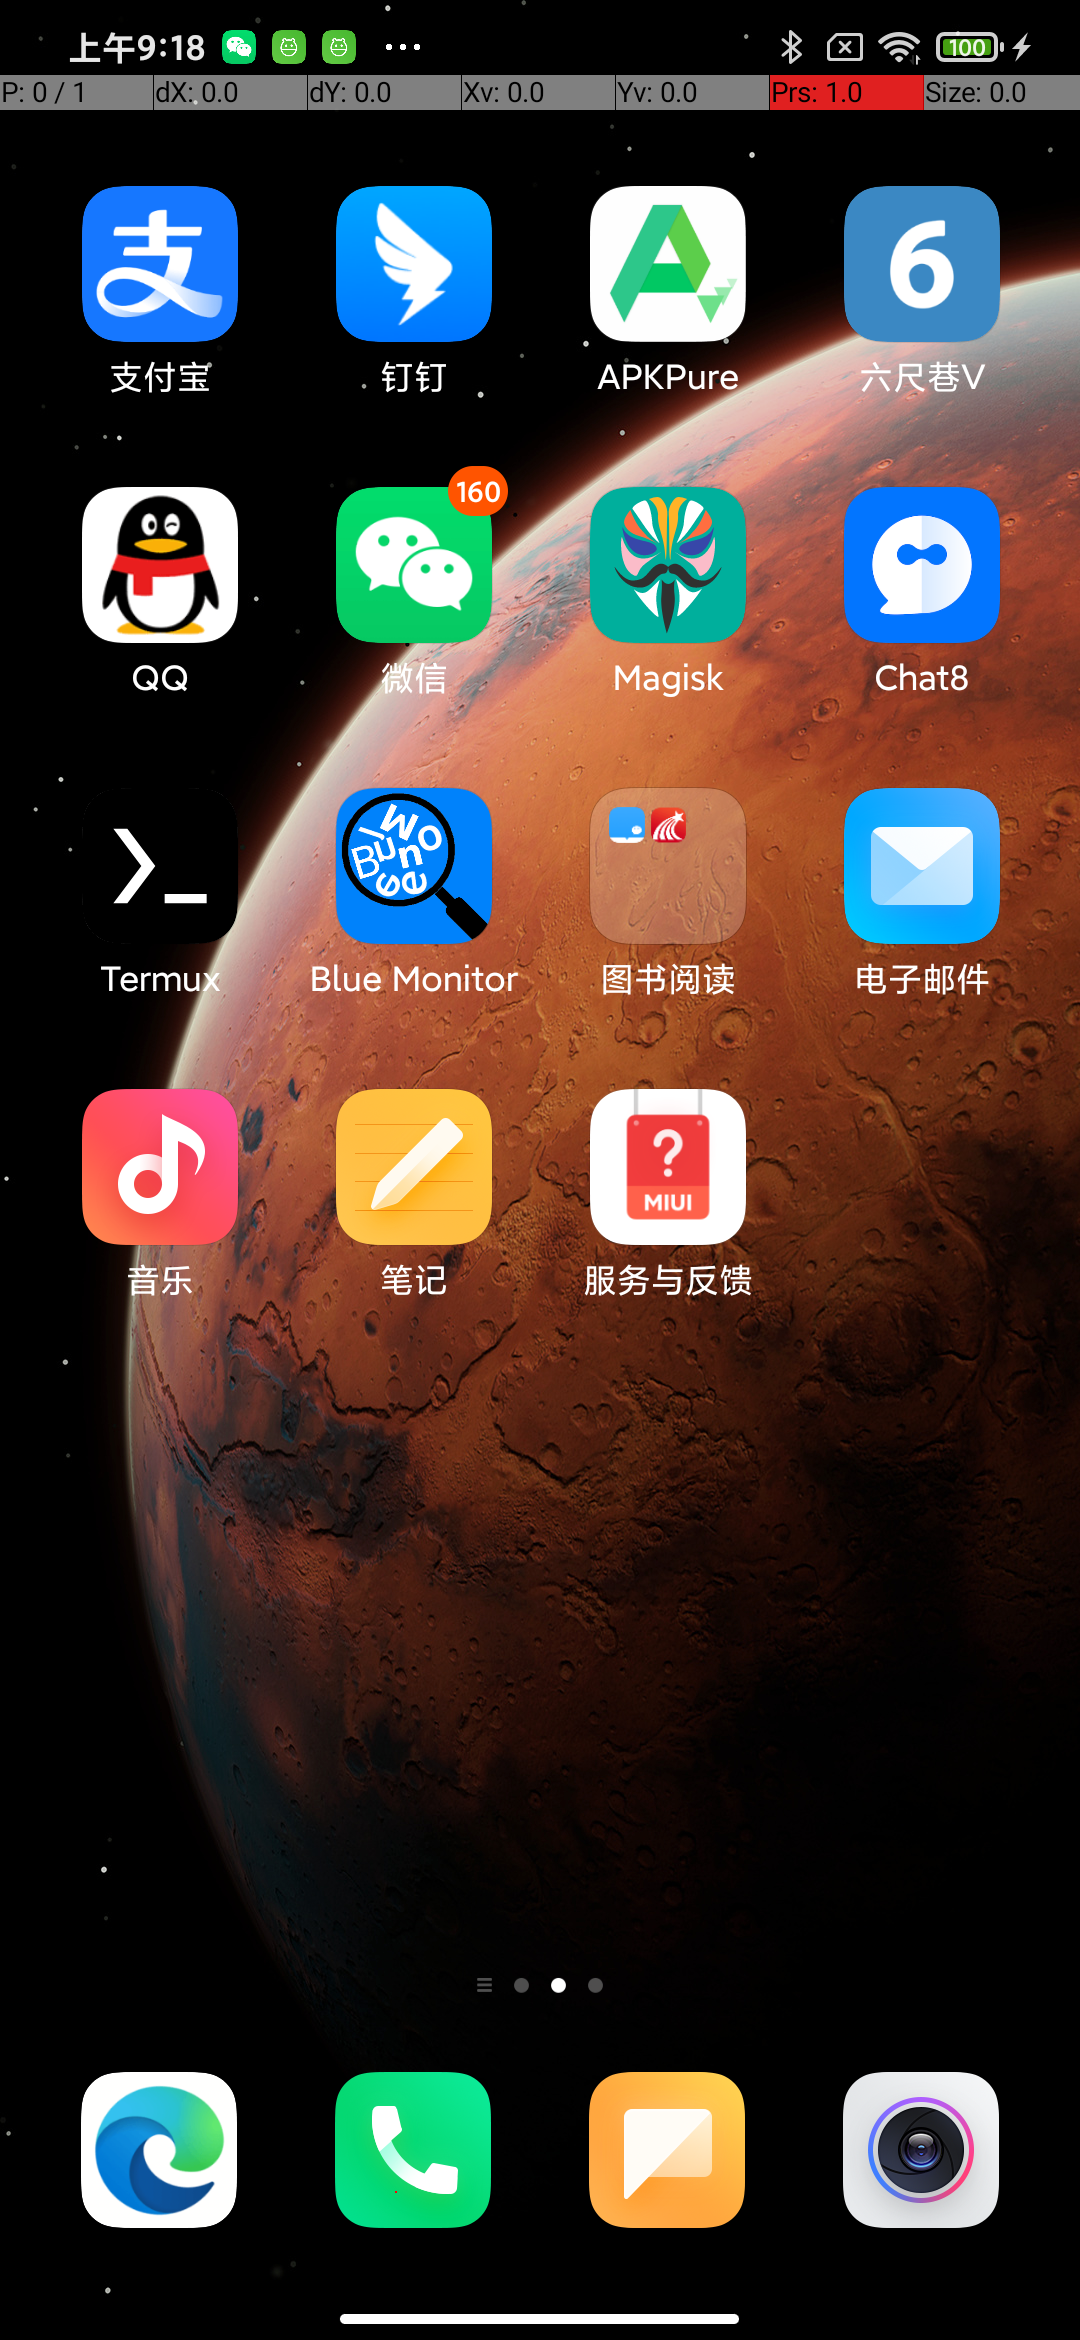 上午9:18 100
P: 0 / 1 dX: 0.0 dY: 0.0 Xv: 0.0 Yv: 0.0 Prs: 1.0 Size: 0.0
支 6
支付宝 钉钉 APKPure 六尺巷V
160
QQ 微信 Magisk Chat8
Termux Blue Monitor 图书阅读 电子邮件
? MIUI
音乐 笔记 服务与反馈